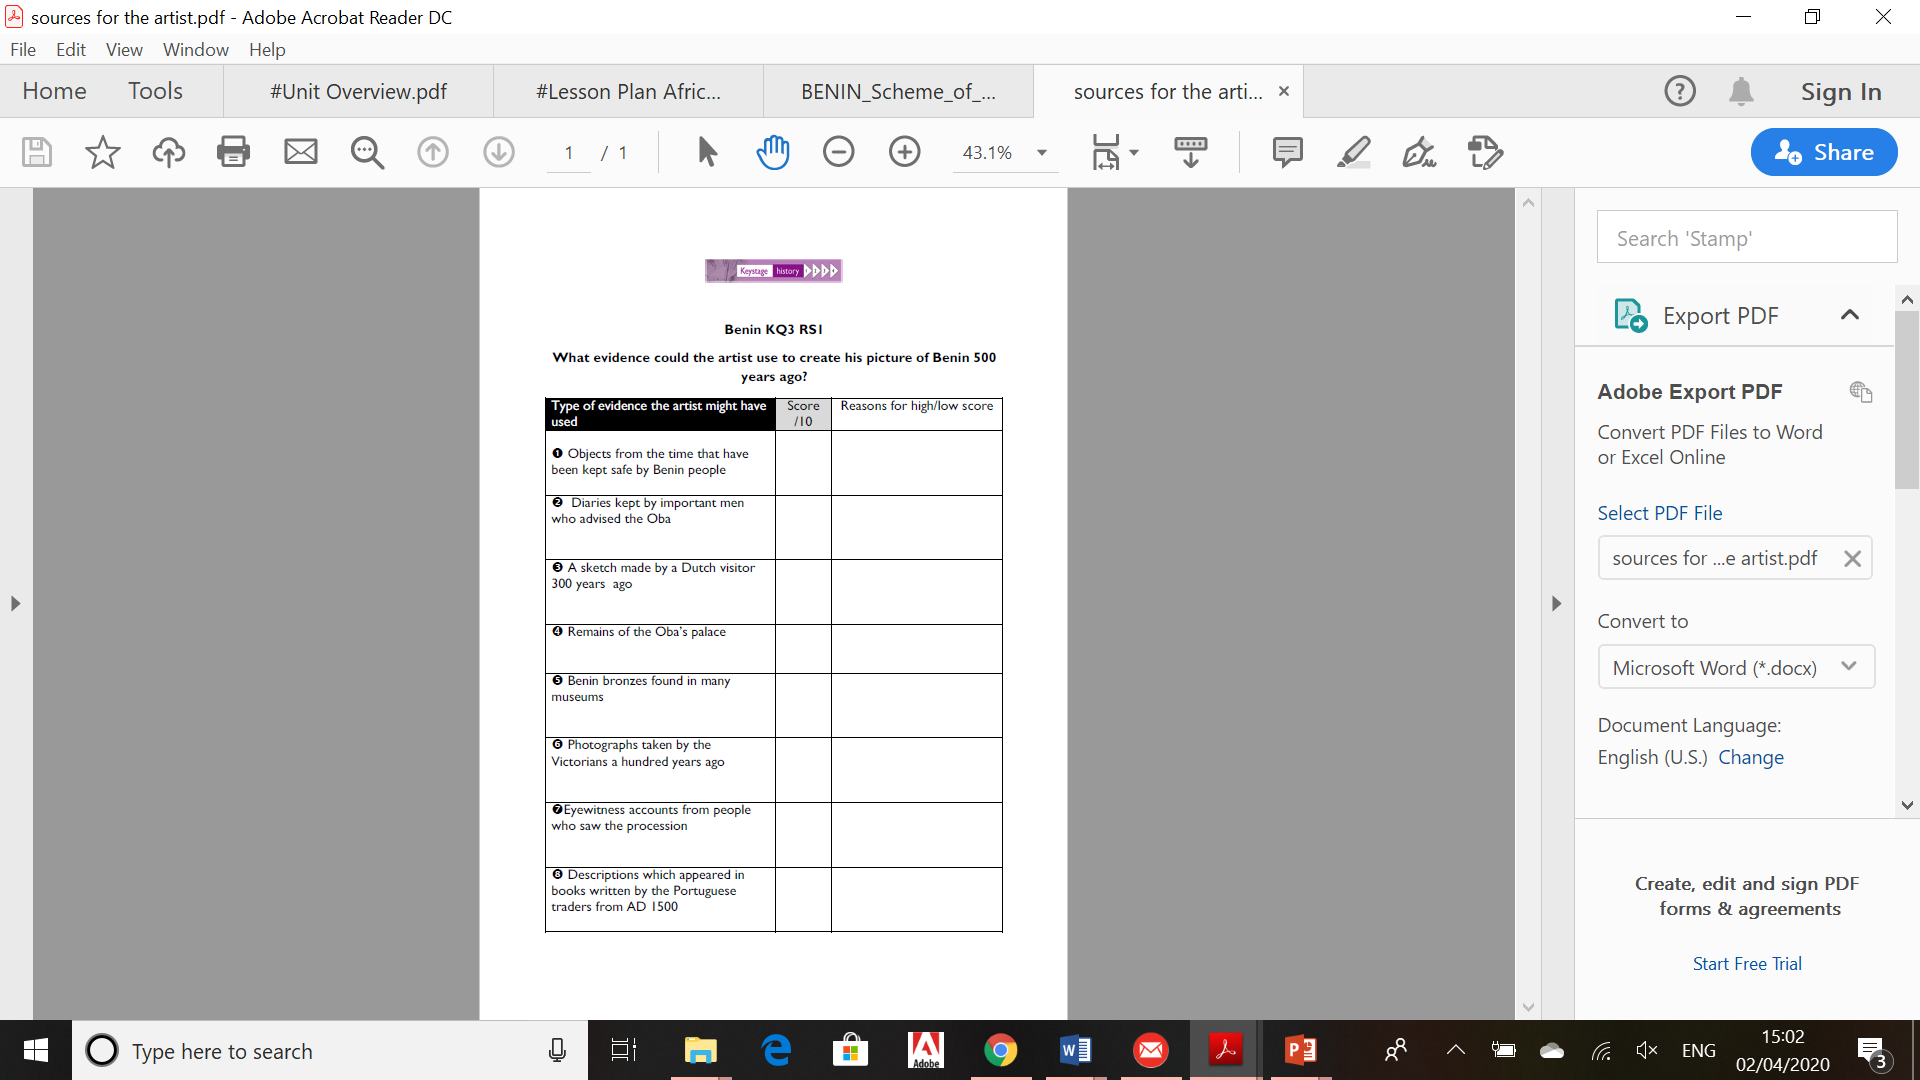 sources for the artist.pdf - Adobe Acrobat Reader DC
File Edit View Window Help
Home Tools #Unit Overview.pdf #Lesson Plan Afric... BENIN_Scheme_of_... sources for the arti... × Sign In
1 / 1 43.1% Share
Keystage history
Benin KQ3 RS1
What evidence could the artist use to create his picture of Benin 500
years ago?
Type of evidence the artist might have
used
Score
/10
Reasons for high/low score
❶ Objects from the time that have
been kept safe by Benin people
❷ Diaries kept by important men
who advised the Oba
❸ A sketch made by a Dutch visitor
300 years ago
❹ Remains of the Oba's palace
❺ Benin bronzes found in many
museums
❻ Photographs taken by the
Victorians a hundred years ago
❼Eyewitness accounts from people
who saw the procession
❽ Descriptions which appeared in
books written by the Portuguese
traders from AD 1500
Search 'Stamp'
Export PDF
Adobe Export PDF
Convert PDF Files to Word
or Excel Online
Select PDF File
sources for ...e artist.pdf
Convert to
Microsoft Word (*.docx)
Document Language:
English (U.S.) Change
Create, edit and sign PDF
forms & agreements
Start Free Trial
Type here to search
Adobe
ENG
15:02
02/04/2020
3